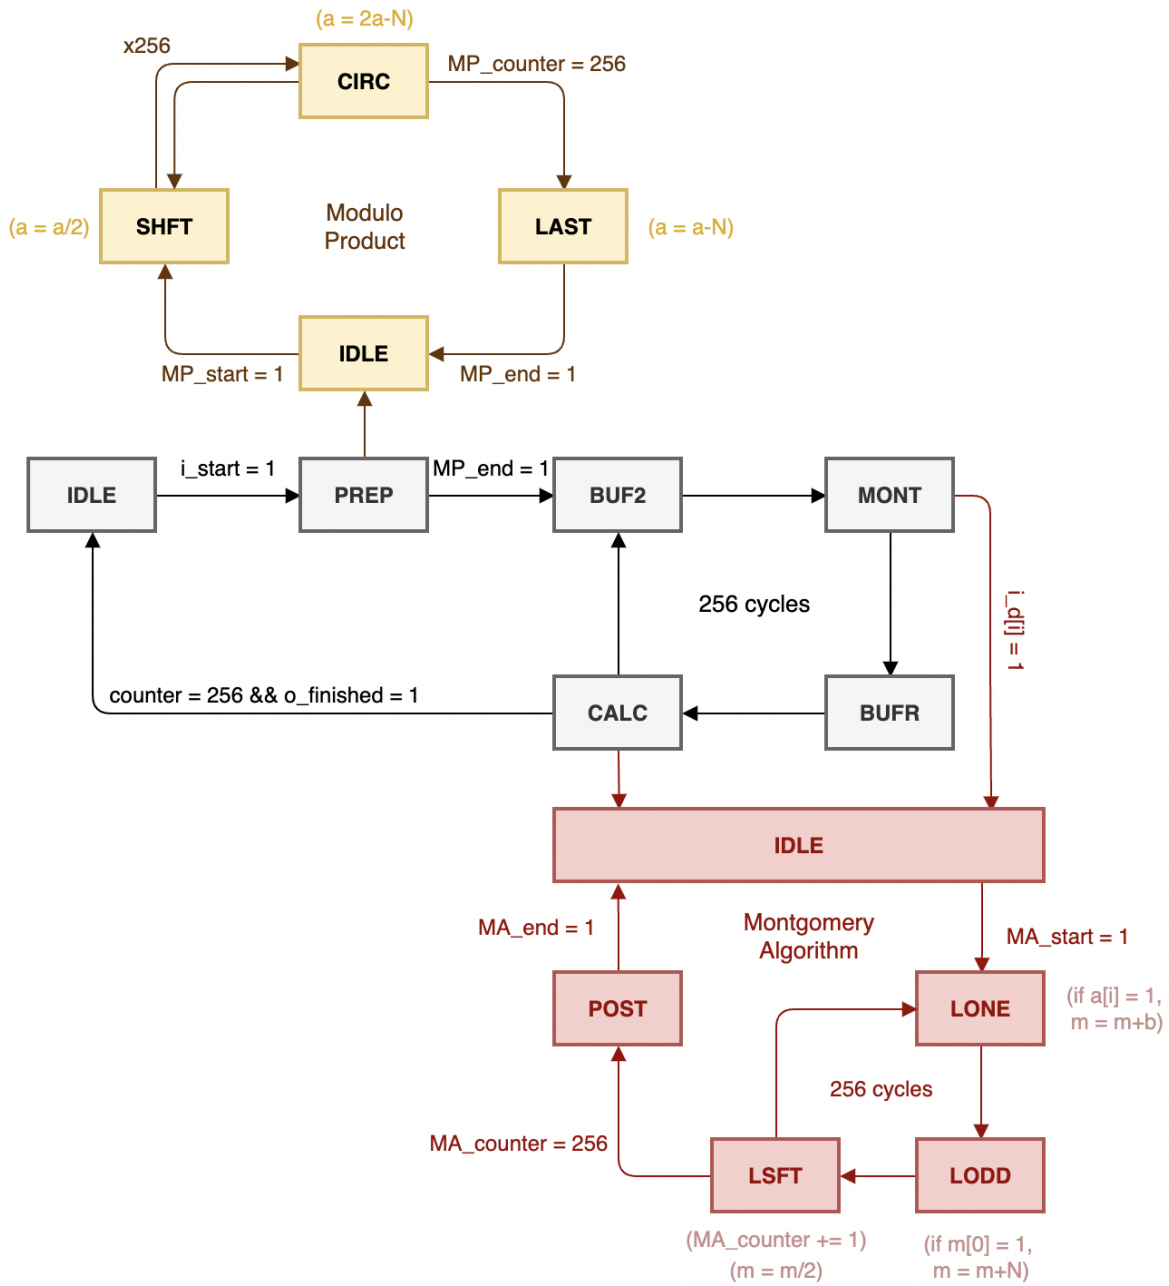 (a = 2a-N)
x256
CIRC
MP_counter = 256
(a = a/2)
SHFT
Modulo
Product
LAST
(a = a-N)
IDLE
MP_start = 1
MP_end = 1
IDLE
i_start = 1
PREP
MP_end = 1
BUF2
MONT
256 cycles
i_d[i] = 1
counter = 256 && o_finished = 1
CALC
BUFR
IDLE
MA_end = 1
Montgomery
Algorithm
MA_start = 1
POST
LONE
(if a[i] = 1,
m = m+b)
256 cycles
MA_counter = 256
LSFT
LODD
(MA_counter += 1)
(m = m/2)
(if m[0] = 1,
m = m+N)